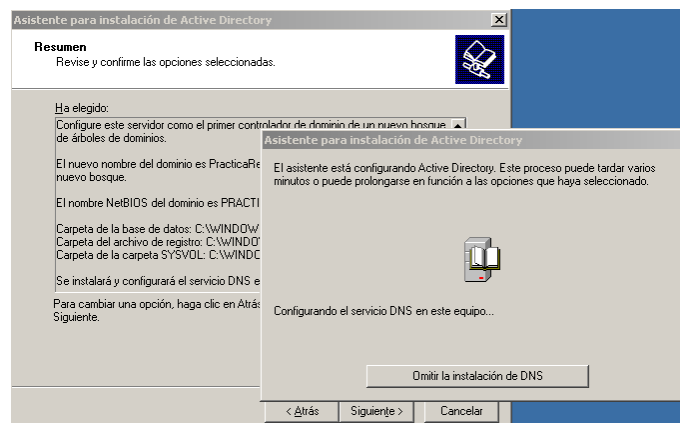 Asistente para instalación de Active Directory
Resumen
Revise y confirme las opciones seleccionadas.
Ha elegido:
Configure este servidor como el primer controlador de dominio de un nuevo bosque
de árboles de dominios.
El nuevo nombre del dominio es
nuevo bosque.
El nombre NetBIOS del dominio es
Carpeta de la base de datos:
Carpeta del archivo de registro:
Carpeta de la carpeta SYSVOL:
Se instalará y configurará el servicio DNS
Para cambiar una opción, haga clic en Atrás
Siguiente.
Asistente para instalación de Active Directory
El asistente está configurando Active Directory. Este proceso puede tardar varios
minutos o puede prolongarse en función a las opciones que haya seleccionado.
Configurando el servicio DNS en este equipo...
Omitir la instalación de DNS
< Atrás
Siguiente >
Cancelar